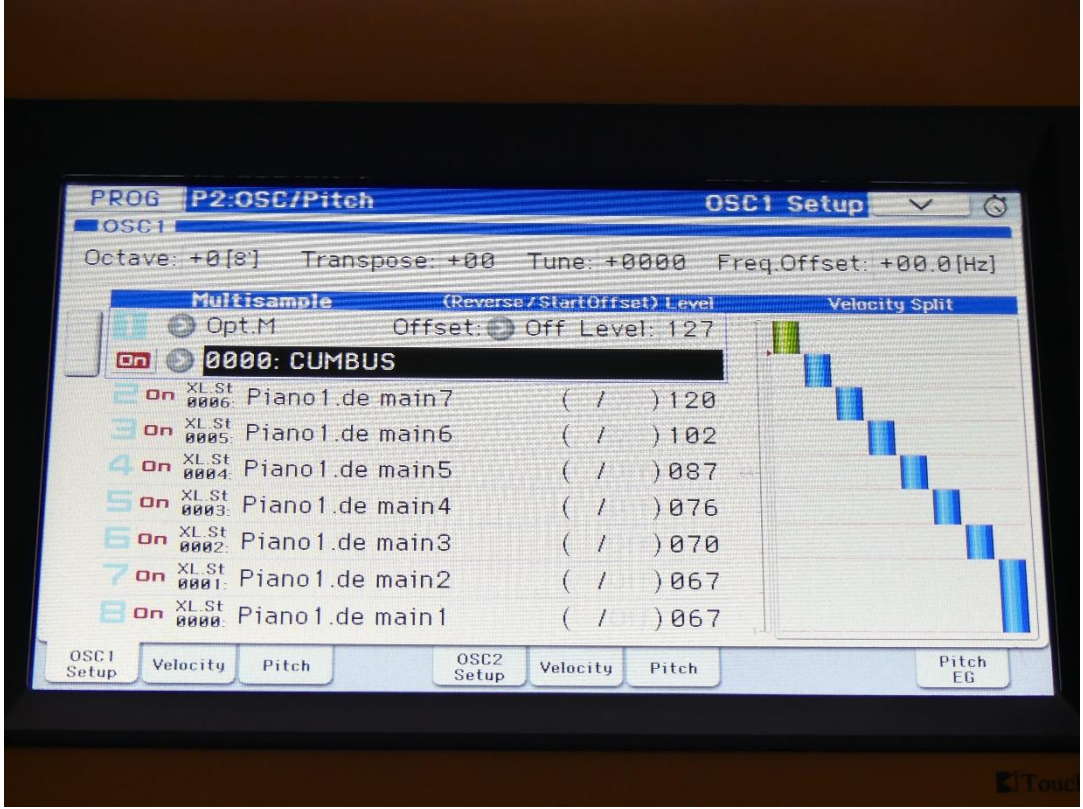 PROG P2:OSC/Pitch OSC1 Setup
OSC1
Octave: +0[8'] Transpose: +00 Tune: +0000 Freq.Offset: +00.0[Hz]
Multisample (Reverse/StartOffset) Level Velocity Split
1 Opt.M Offset: Off Level: 127
On 0000: CUMBUS
2 On XL.St 0006: Piano1.de main7 ( / ) 120
3 On XL.St 0005: Piano1.de main6 ( / ) 102
4 On XL.St 0004: Piano1.de main5 ( / ) 087
5 On XL.St 0003: Piano1.de main4 ( / ) 076
6 On XL.St 0002: Piano1.de main3 ( / ) 070
7 On XL.St 0001: Piano1.de main2 ( / ) 067
8 On XL.St 0000: Piano1.de main1 ( / ) 067
OSC1 Setup Velocity Pitch OSC2 Setup Velocity Pitch Pitch EG